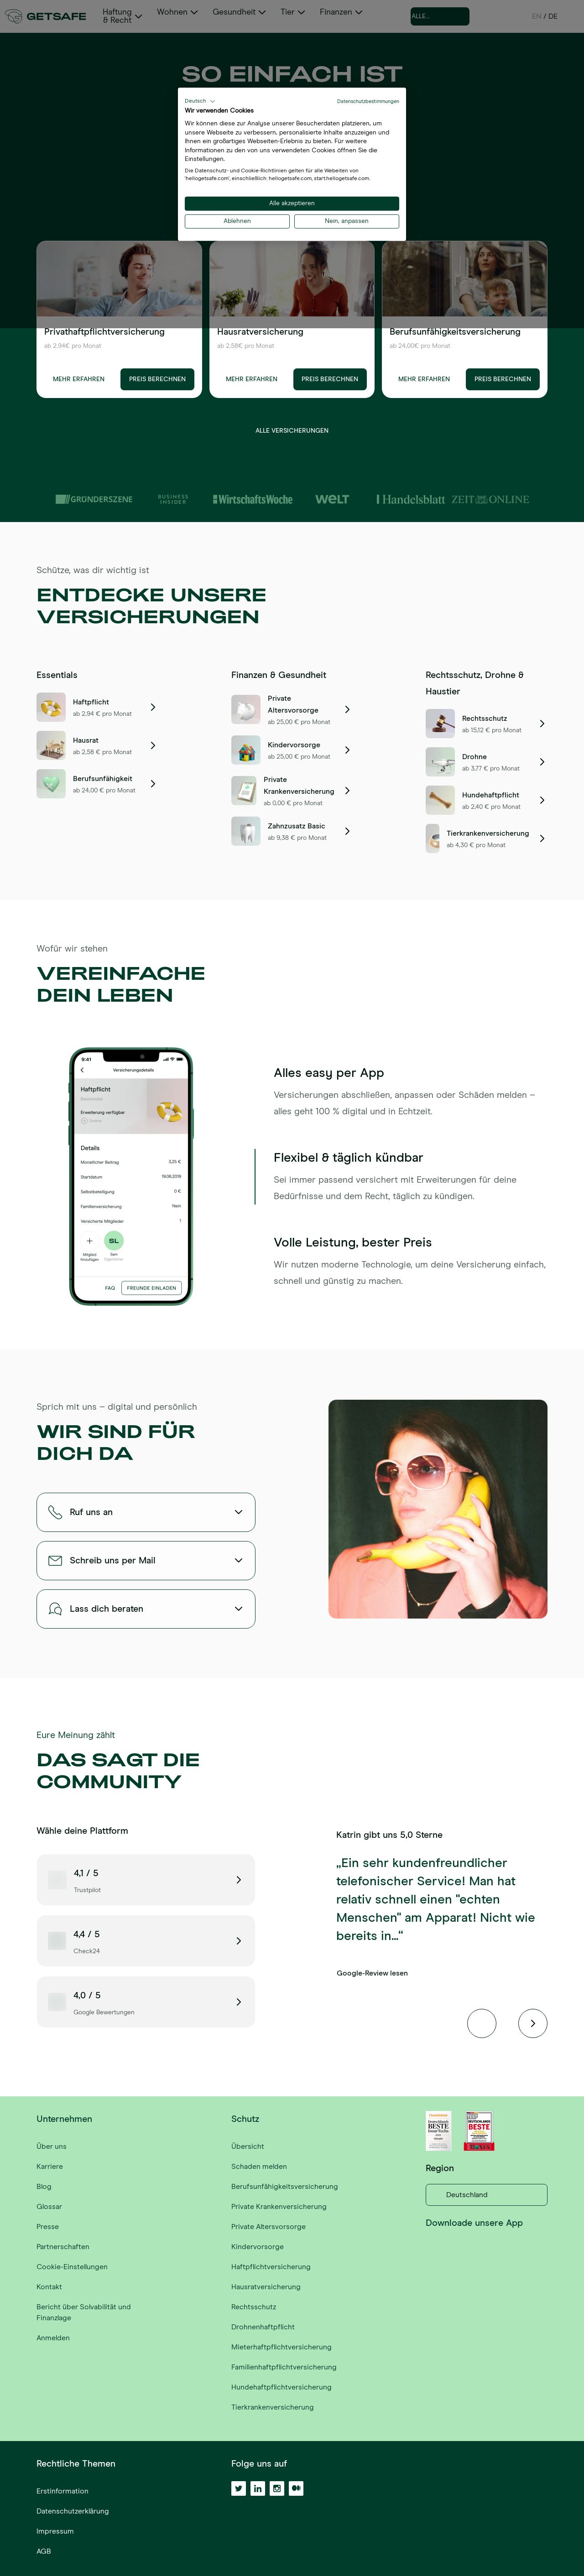 GETSAFE
Haftung
& Recht
Wohnen
Gesundheit
Tier
Finanzen
ALLE...
EN / DE
SO EINFACH IST
Deutsch
Datenschutzbestimmungen
Wir verwenden Cookies
Wir können diese zur Analyse unserer Besucherdaten platzieren, um
unsere Webseite zu verbessern, personalisierte Inhalte anzuzeigen und
Ihnen ein großartiges Webseiten-Erlebnis zu bieten. Für weitere
Informationen zu den von uns verwendeten Cookies öffnen Sie die
Einstellungen.
Die Datenschutz- und Cookie-Richtlinien gelten für alle Webseiten von
'hellogetsafe.com', einschließlich: hellogetsafe.com, start.hellogetsafe.com.
Alle akzeptieren
Ablehnen
Nein, anpassen
Privathaftpflichtversicherung
ab 2,94€ pro Monat
MEHR ERFAHREN
PREIS BERECHNEN
Hausratversicherung
ab 2,58€ pro Monat
MEHR ERFAHREN
PREIS BERECHNEN
Berufsunfähigkeitsversicherung
ab 24,00€ pro Monat
MEHR ERFAHREN
PREIS BERECHNEN
ALLE VERSICHERUNGEN
GRÜNDERSZENE
BUSINESS
INSIDER
WirtschaftsWoche
WELT
Handelsblatt
ZEIT ONLINE
Schütze, was dir wichtig ist
ENTDECKE UNSERE
VERSICHERUNGEN
Essentials
Haftpflicht
ab 2,94 € pro Monat
Hausrat
ab 2,58 € pro Monat
Berufsunfähigkeit
ab 24,00 € pro Monat
Finanzen & Gesundheit
Private
Altersvorsorge
ab 25,00 € pro Monat
Kindervorsorge
ab 25,00 € pro Monat
Private
Krankenversicherung
ab 0,00 € pro Monat
Zahnzusatz Basic
ab 9,38 € pro Monat
Rechtsschutz, Drohne &
Haustier
Rechtsschutz
ab 15,12 € pro Monat
Drohne
ab 3,77 € pro Monat
Hundehaftpflicht
ab 2,40 € pro Monat
Tierkrankenversicherung
ab 4,30 € pro Monat
Wofür wir stehen
VEREINFACHE
DEIN LEBEN
9:41
Versicherungsdetails
Haftpflicht
Erweiterung verfügbar
Details
Monatlicher Beitrag
3,25 €
Startdatum
19.08.2019
Selbstbeteiligung
0 €
Familienversicherung
Nein
Versicherte Mitglieder
1
SL
Mitglied
hinzufügen
Sam
FAQ
FREUNDE EINLADEN
Alles easy per App
Versicherungen abschließen, anpassen oder Schäden melden –
alles geht 100 % digital und in Echtzeit.
Flexibel & täglich kündbar
Sei immer passend versichert mit Erweiterungen für deine
Bedürfnisse und dem Recht, täglich zu kündigen.
Volle Leistung, bester Preis
Wir nutzen moderne Technologie, um deine Versicherung einfach,
schnell und günstig zu machen.
Sprich mit uns – digital und persönlich
WIR SIND FÜR
DICH DA
Ruf uns an
Schreib uns per Mail
Lass dich beraten
Eure Meinung zählt
DAS SAGT DIE
COMMUNITY
Wähle deine Plattform
4,1 / 5
Trustpilot
4,4 / 5
Check24
4,0 / 5
Google Bewertungen
Katrin gibt uns 5,0 Sterne
„Ein sehr kundenfreundlicher
telefonischer Service! Man hat
relativ schnell einen "echten
Menschen" am Apparat! Nicht wie
bereits in...“
Google-Review lesen
Unternehmen
Über uns
Karriere
Blog
Glossar
Presse
Partnerschaften
Cookie-Einstellungen
Kontakt
Bericht über Solvabilität und
Finanzlage
Anmelden
Schutz
Übersicht
Schaden melden
Berufsunfähigkeitsversicherung
Private Krankenversicherung
Private Altersvorsorge
Kindervorsorge
Haftpflichtversicherung
Hausratversicherung
Rechtsschutz
Drohnenhaftpflicht
Mieterhaftpflichtversicherung
Familienhaftpflichtversicherung
Hundehaftpflichtversicherung
Tierkrankenversicherung
BESTE
BESTE
Region
Deutschland
Downloade unsere App
Rechtliche Themen
Erstinformation
Datenschutzerklärung
Impressum
AGB
Folge uns auf